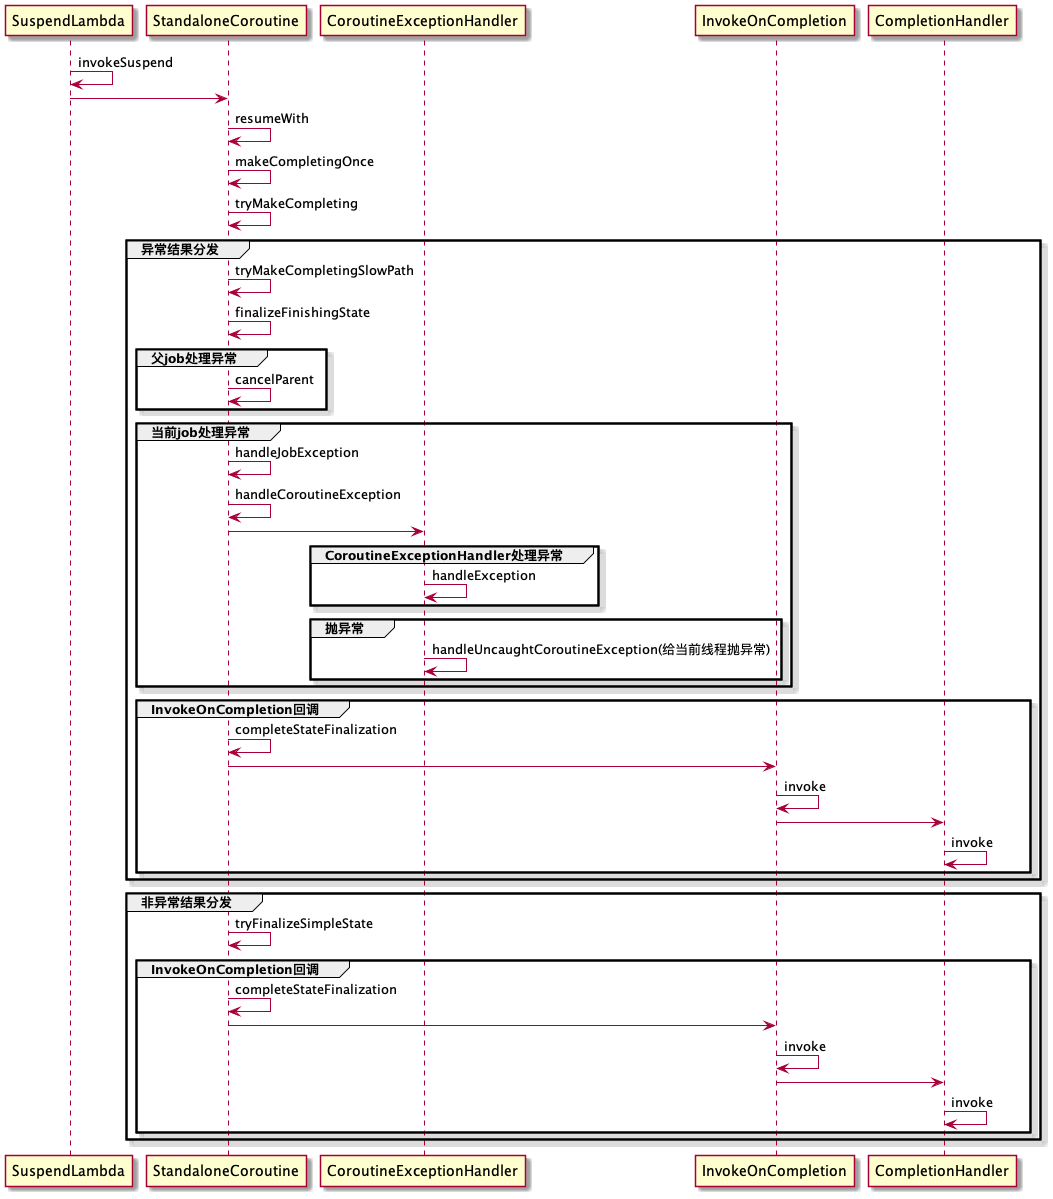 SuspendLambda
StandaloneCoroutine
CoroutineExceptionHandler
InvokeOnCompletion
CompletionHandler
invokeSuspend
resumeWith
makeCompletingOnce
tryMakeCompleting
异常结果分发
tryMakeCompletingSlowPath
finalizeFinishingState
父job处理异常
cancelParent
当前job处理异常
handleJobException
handleCoroutineException
CoroutineExceptionHandler处理异常
handleException
抛异常
handleUncaughtCoroutineException(给当前线程抛异常)
InvokeOnCompletion回调
completeStateFinalization
invoke
invoke
非异常结果分发
tryFinalizeSimpleState
InvokeOnCompletion回调
completeStateFinalization
invoke
invoke
SuspendLambda
StandaloneCoroutine
CoroutineExceptionHandler
InvokeOnCompletion
CompletionHandler